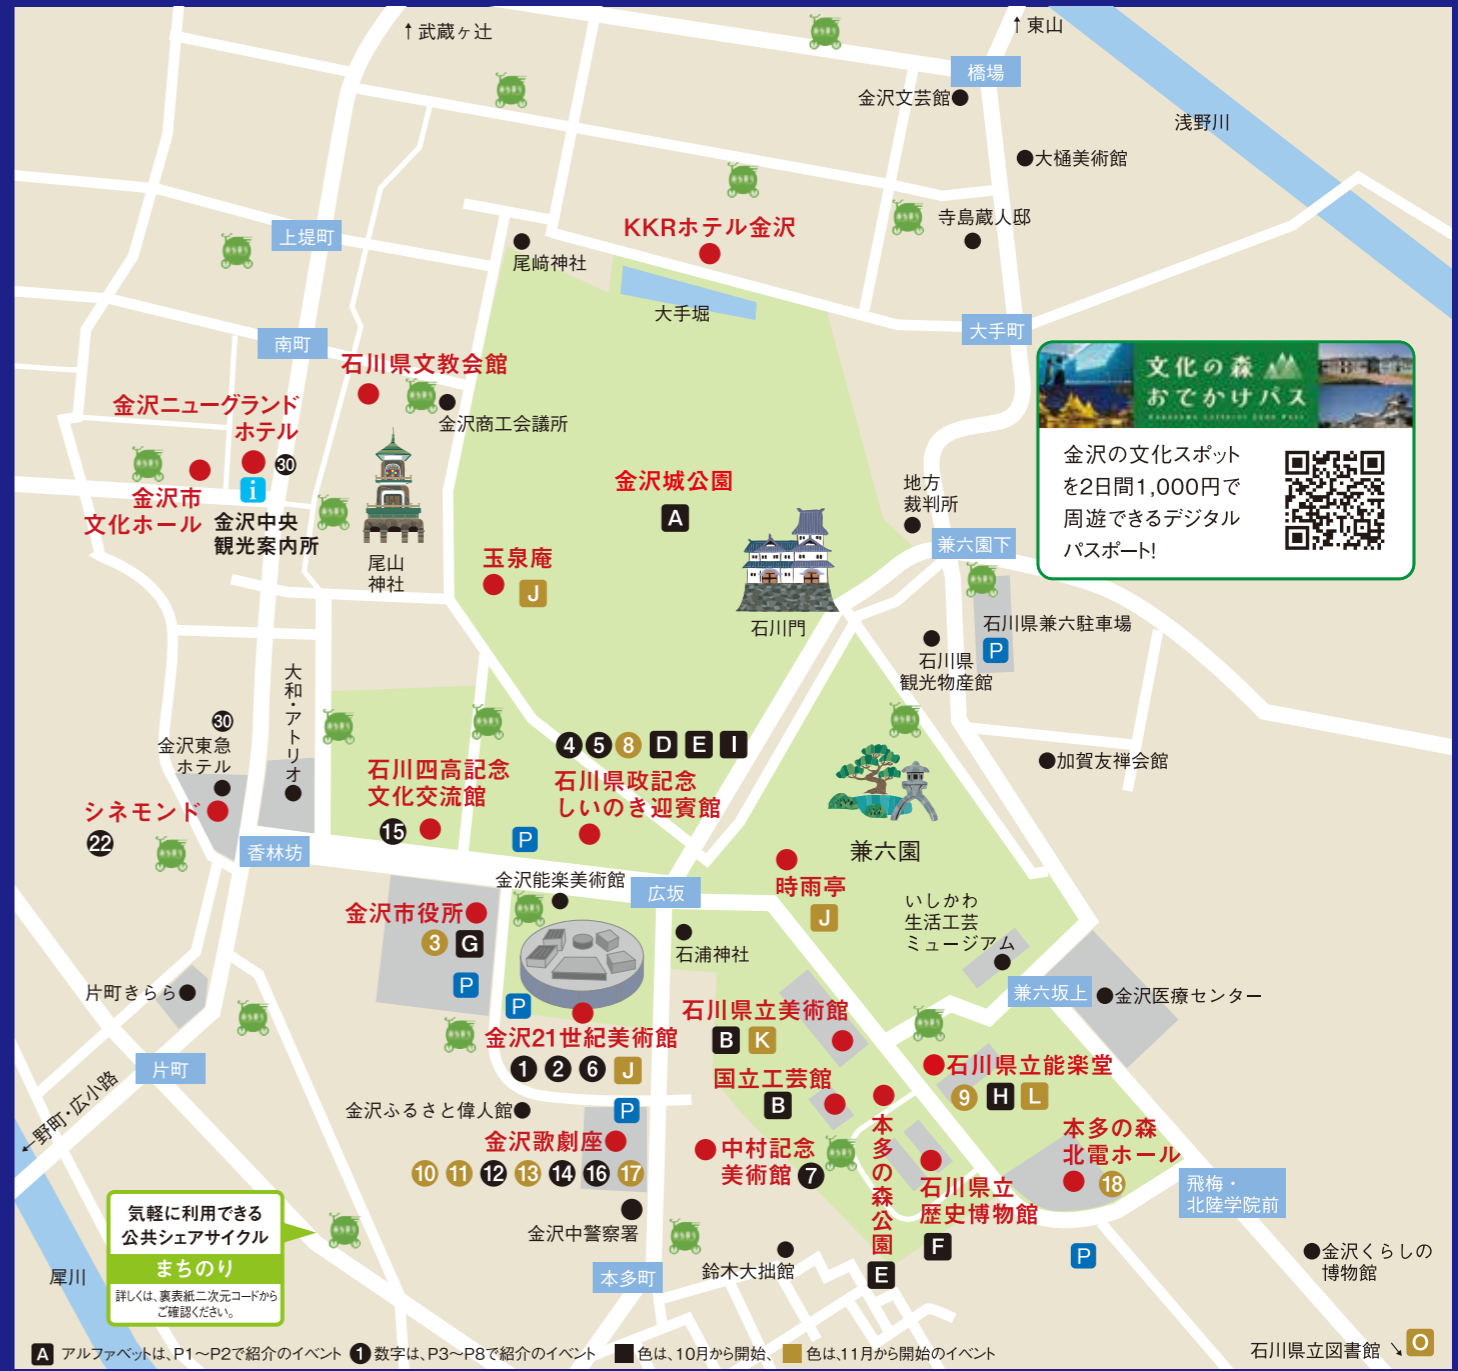 ↑武蔵ヶ辻
↑東山
橋場
金沢文芸館
浅野川
大樋美術館
寺島蔵人邸
KKRホテル金沢
上堤町
尾﨑神社
大手堀
大手町
南町
石川県文教会館
金沢商工会議所
金沢ニューグランド
ホテル
30
i
金沢市
文化ホール
金沢中央
観光案内所
尾山
神社
金沢城公園
A
石川門
玉泉庵
J
地方
裁判所
兼六園下
文化の森
おでかけパス
金沢の文化スポット
を2日間1,000円で
周遊できるデジタル
パスポート!
石川県兼六駐車場
P
石川県
観光物産館
加賀友禅会館
大和・アトリオ
30
金沢東急
ホテル
シネモンド
22
香林坊
石川四高記念
文化交流館
15
4 5 8 D E I
石川県政記念
しいのき迎賓館
P
兼六園
時雨亭
J
いしかわ
生活工芸
ミュージアム
金沢能楽美術館
広坂
金沢市役所
3 G
P
P
石浦神社
兼六坂上
金沢医療センター
片町きらら
片町
←野町・広小路
金沢21世紀美術館
1 2 6 J
石川県立美術館
B K
国立工芸館
B
石川県立能楽堂
9 H L
金沢ふるさと偉人館
P
金沢歌劇座
10 11 12 13 14 16 17
中村記念
美術館 7
本多の森公園
E
石川県立
歴史博物館
F
本多の森
北電ホール
18
飛梅・
北陸学院前
P
金沢中警察署
本多町
鈴木大拙館
金沢くらしの
博物館
気軽に利用できる
公共シェアサイクル
まちのり
詳しくは、裏表紙二次元コードから
ご確認ください。
犀川
石川県立図書館 ↘ O
A アルファベットは、P1〜P2で紹介のイベント 1 数字は、P3〜P8で紹介のイベント ■色は、10月から開始、■色は、11月から開始のイベント